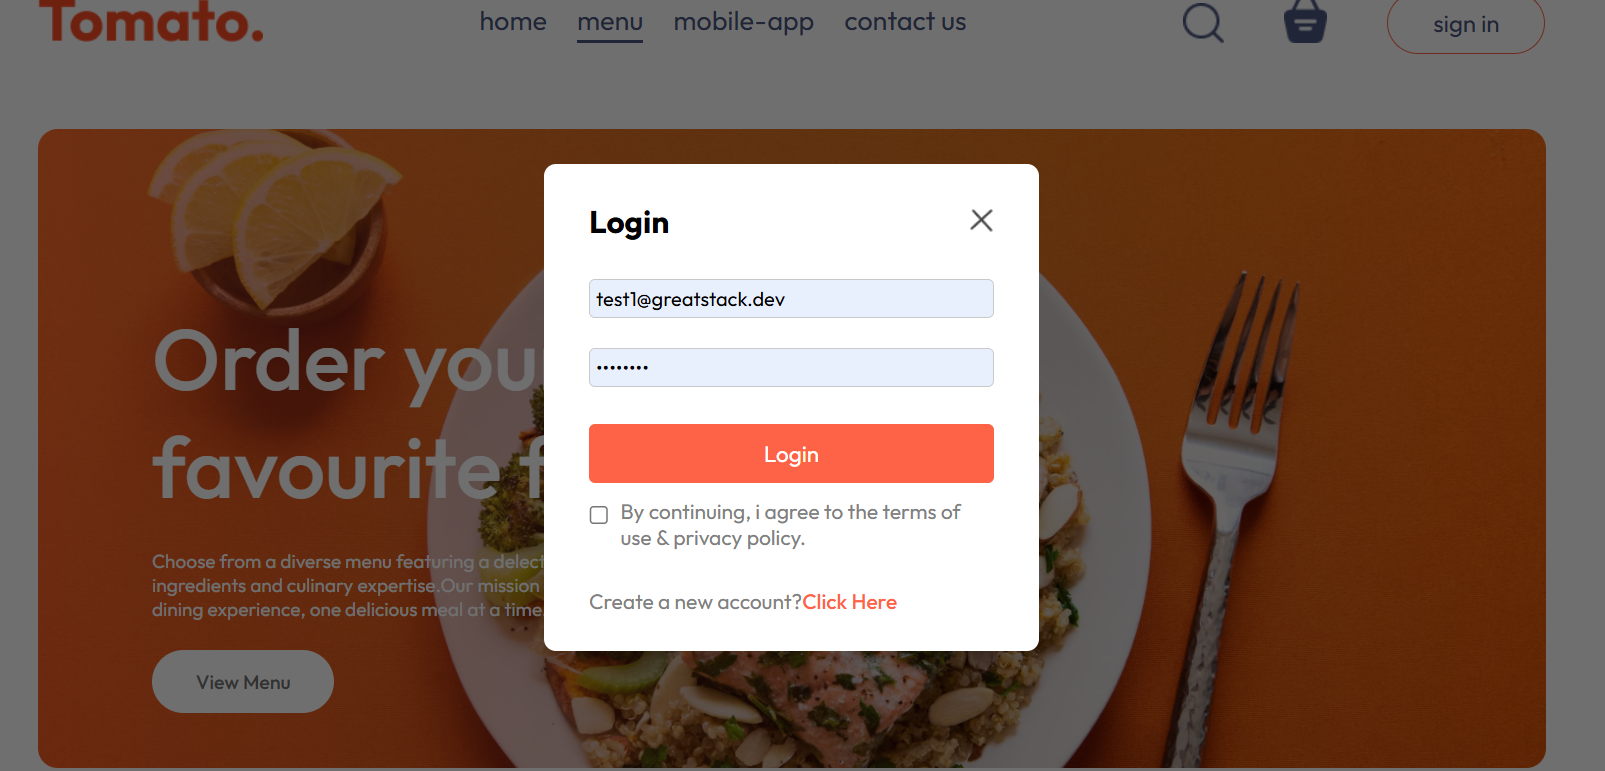 Tomato.
home menu mobile-app contact us
sign in
Login
test1@greatstack.dev
••••••••
Login
By continuing, i agree to the terms of
use & privacy policy.
Create a new account?Click Here
Order you
favourite f
Choose from a diverse menu featuring a delect
ingredients and culinary expertise.Our mission
dining experience, one delicious meal at a time
View Menu